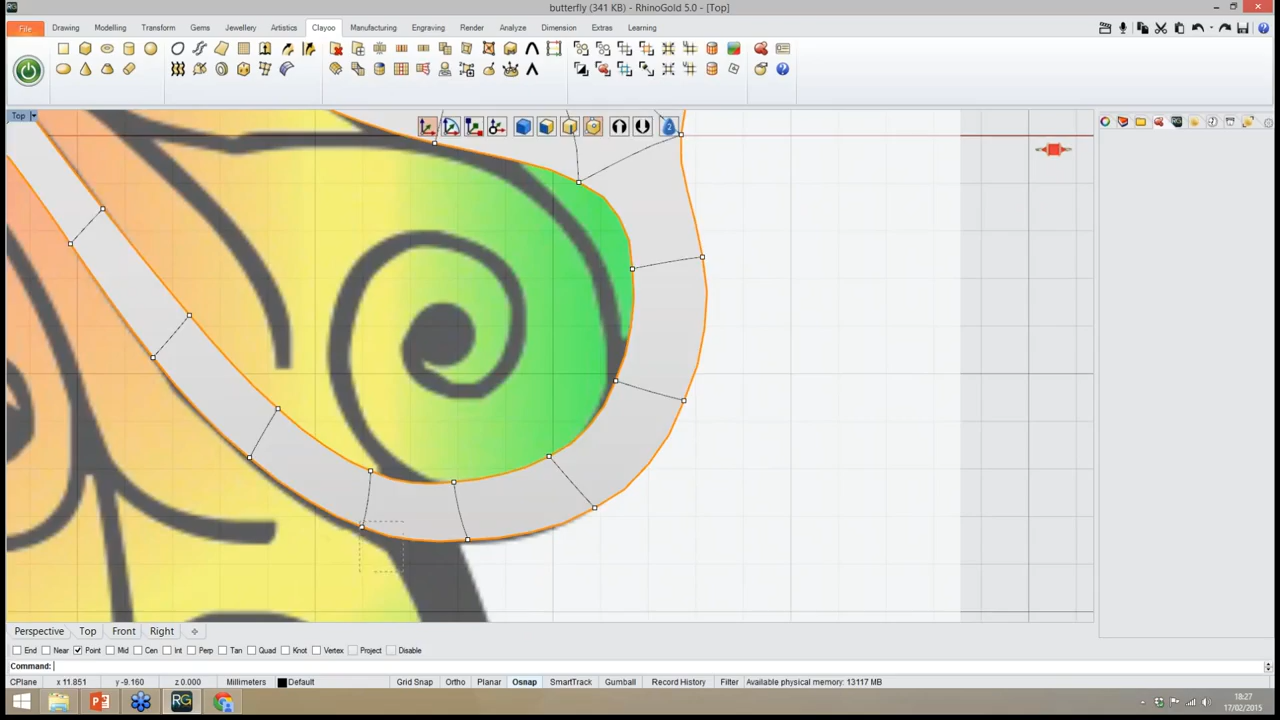 butterfly (341 KB) - RhinoGold 5.0 - [Top]
File Drawing Modelling Transform Gems Jewellery Artistics Clayoo Manufacturing Engraving Render Analyze Dimension Extras Learning
Top
Perspective Top Front Right
End Near Point Mid Cen Int Perp Tan Quad Knot Vertex Project Disable
Command:
CPlane x 11.851 y -9.160 z 0.000 Millimeters Default Grid Snap Ortho Planar Osnap SmartTrack Gumball Record History Filter Available physical memory: 13117 MB
18:27
17/02/2015